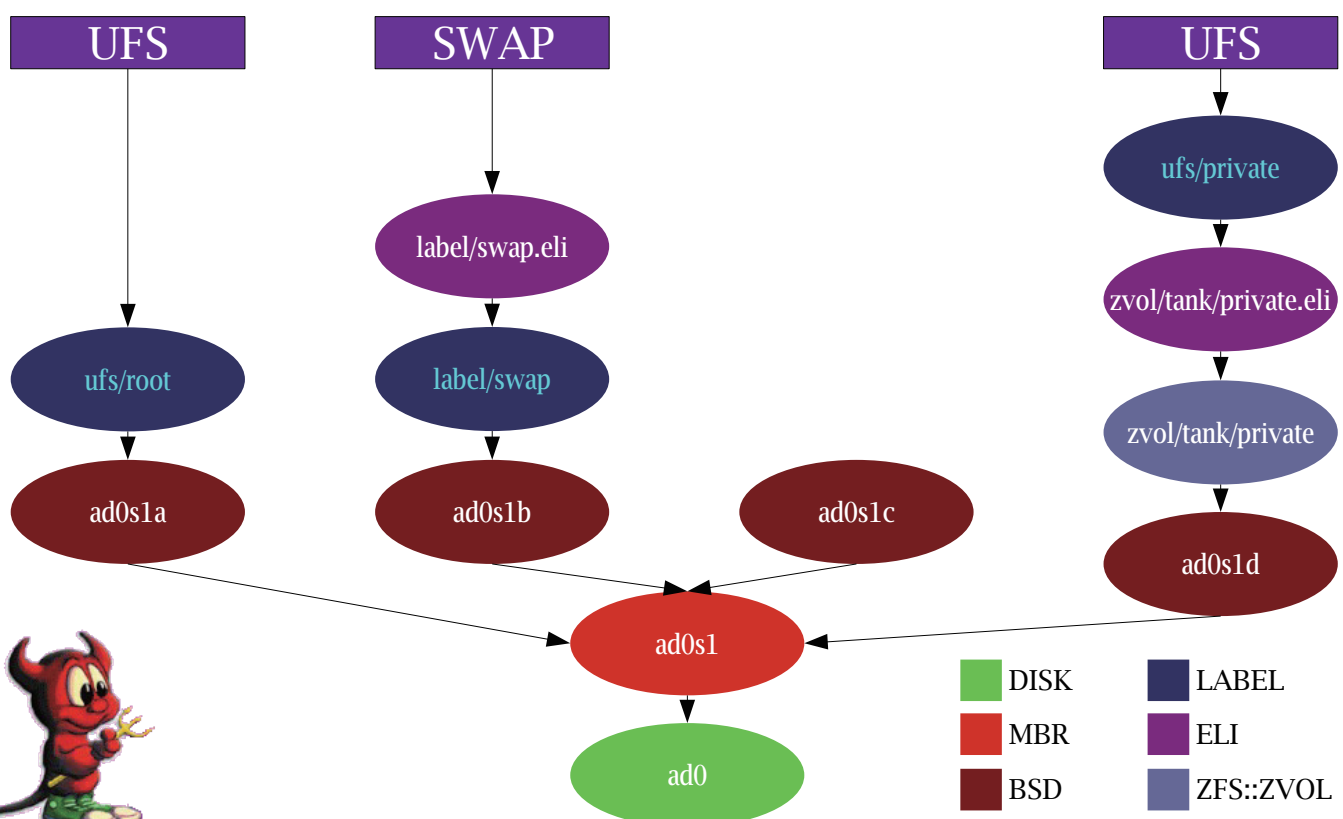 UFS
SWAP
UFS
ufs/private
label/swap.eli
zvol/tank/private.eli
ufs/root
label/swap
zvol/tank/private
ad0s1a
ad0s1b
ad0s1c
ad0s1d
ad0s1
ad0
DISK
LABEL
MBR
ELI
BSD
ZFS::ZVOL